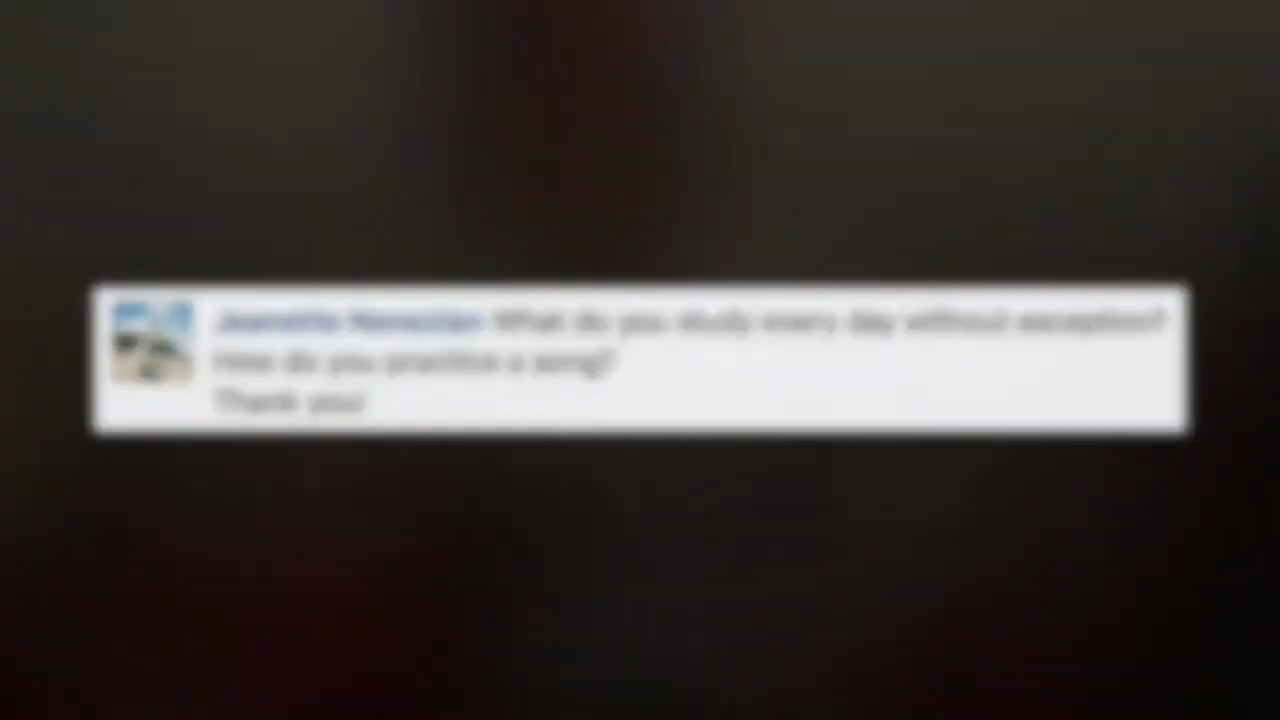 What do you study every day without exception?
How do you practice a song?
Thank you!